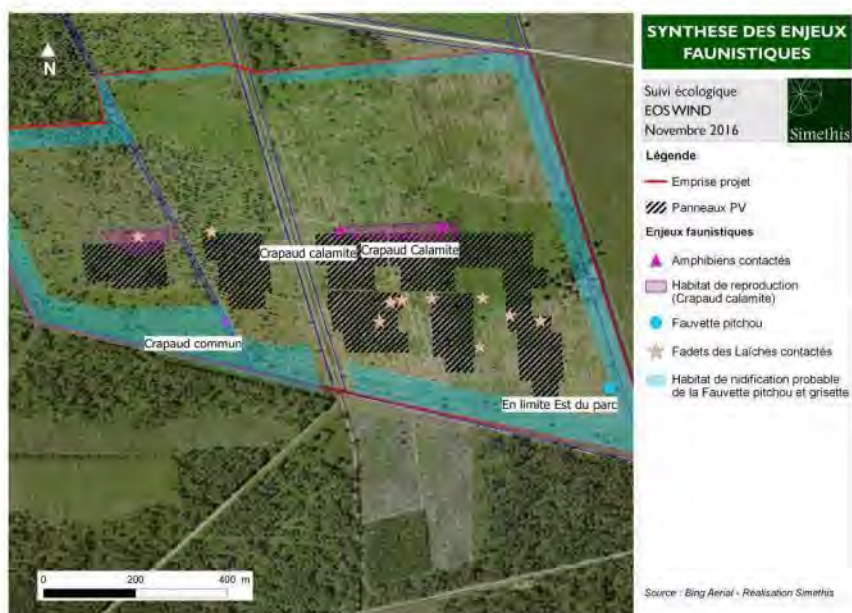 N
Crapaud calamite
Crapaud Calamite
Crapaud commun
En limite Est du parc
0 200 400 m
SYNTHESE DES ENJEUX
FAUNISTIQUES
Suivi écologique
EOS WIND
Novembre 2016
Simethis
Légende
Emprise projet
Panneaux PV
Enjeux faunistiques
Amphibiens contactés
Habitat de reproduction
(Crapaud calamite)
Fauvette pitchou
Fadets des Laîches contactés
Habitat de nidification probable
de la Fauvette pitchou et grisette
Source : Bing Aerial - Réalisation Simethis